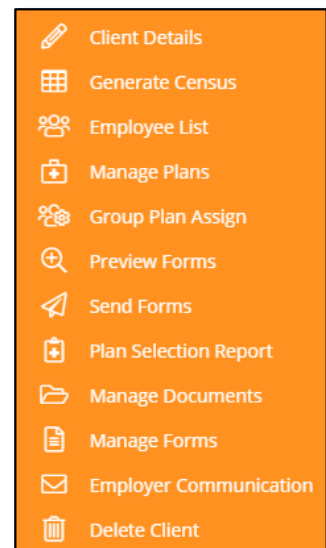 Client Details
Generate Census
Employee List
Manage Plans
Group Plan Assign
Preview Forms
Send Forms
Plan Selection Report
Manage Documents
Manage Forms
Employer Communication
Delete Client